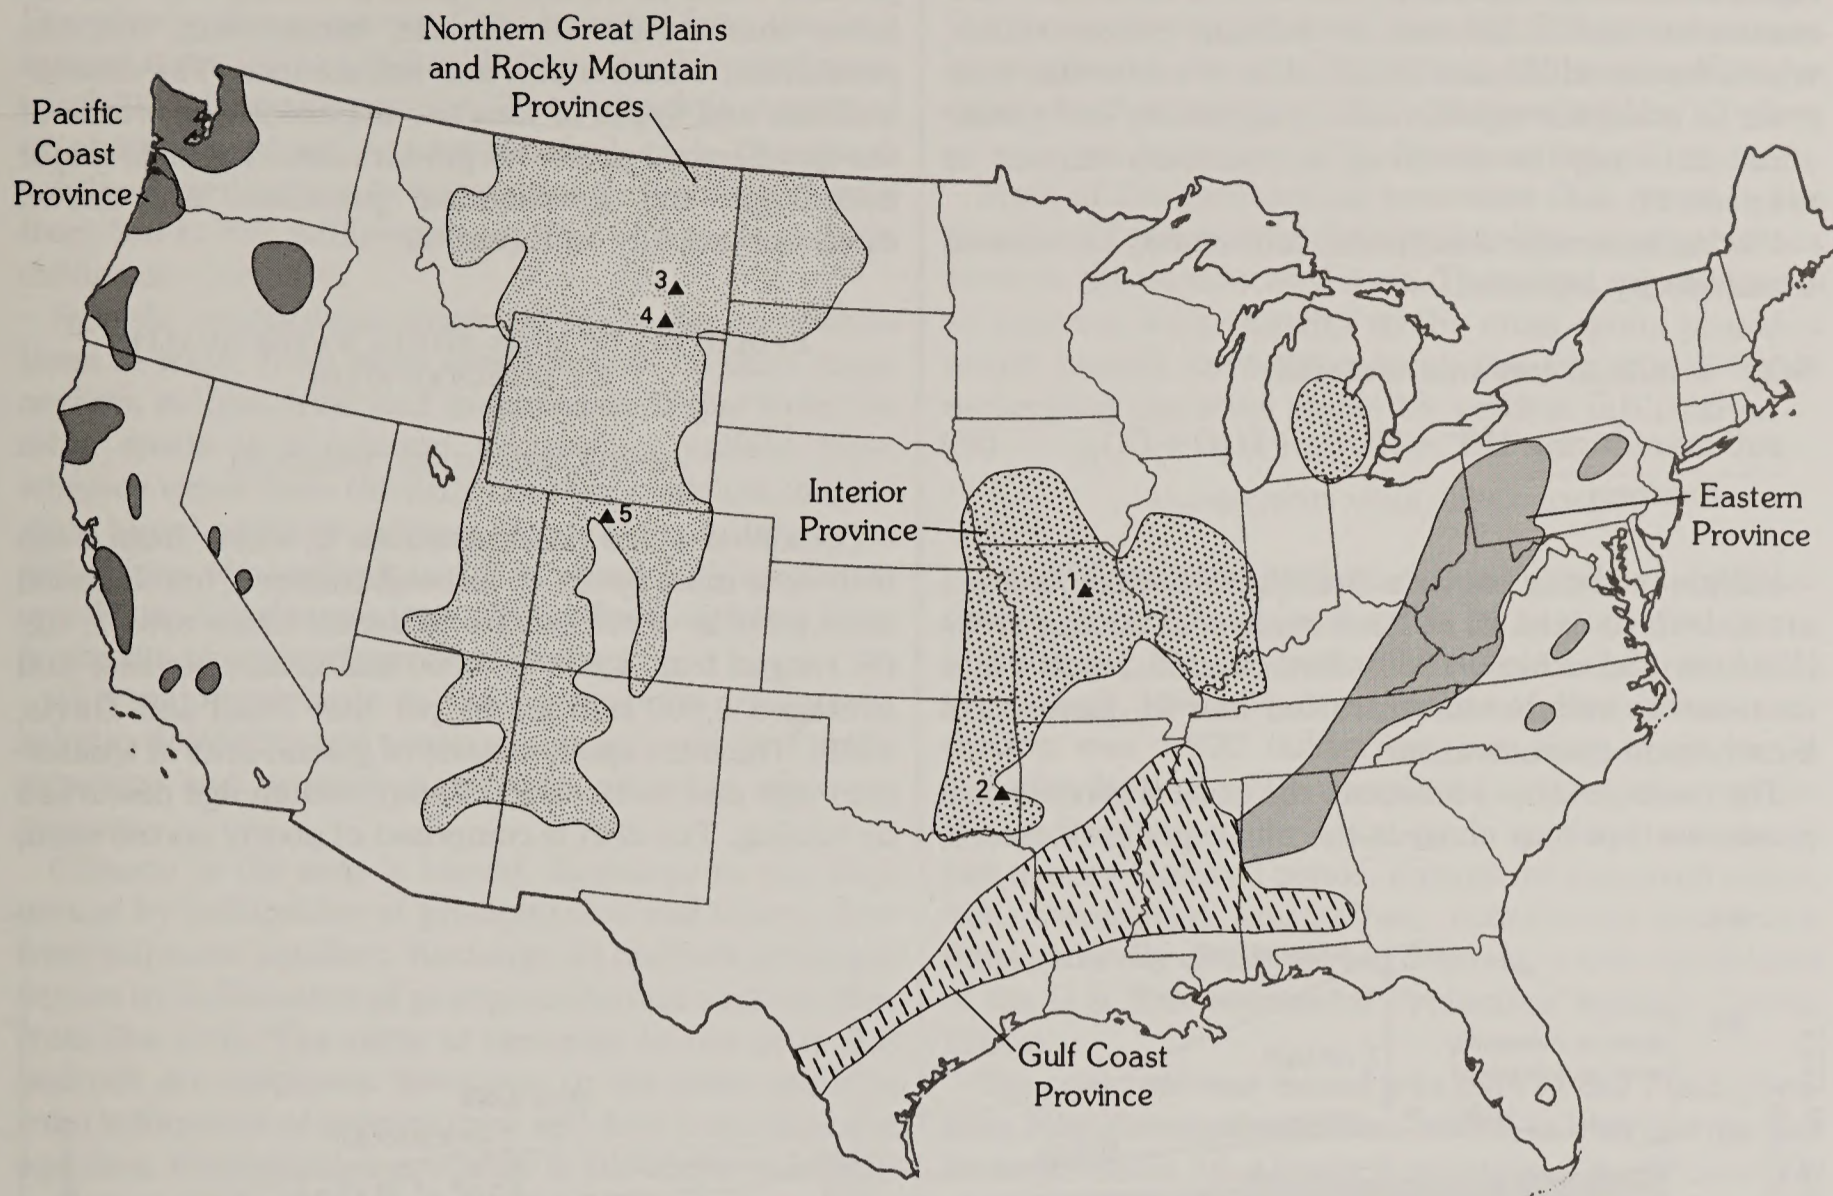 Northern Great Plains
and Rocky Mountain
Provinces
Pacific
Coast
Province
3
4
5
Interior
Province
1
2
Eastern
Province
Gulf Coast
Province